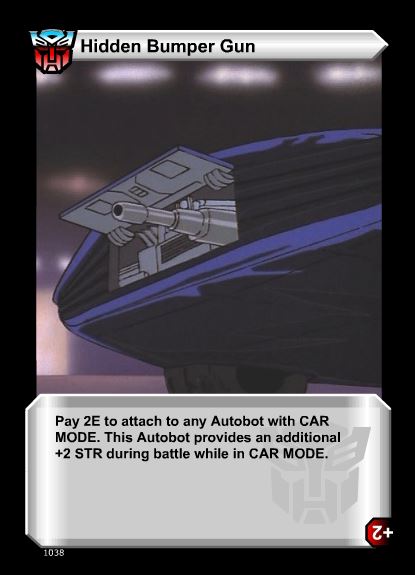 Hidden Bumper Gun
Pay 2E to attach to any Autobot with CAR
MODE. This Autobot provides an additional
+2 STR during battle while in CAR MODE.
+2
1038